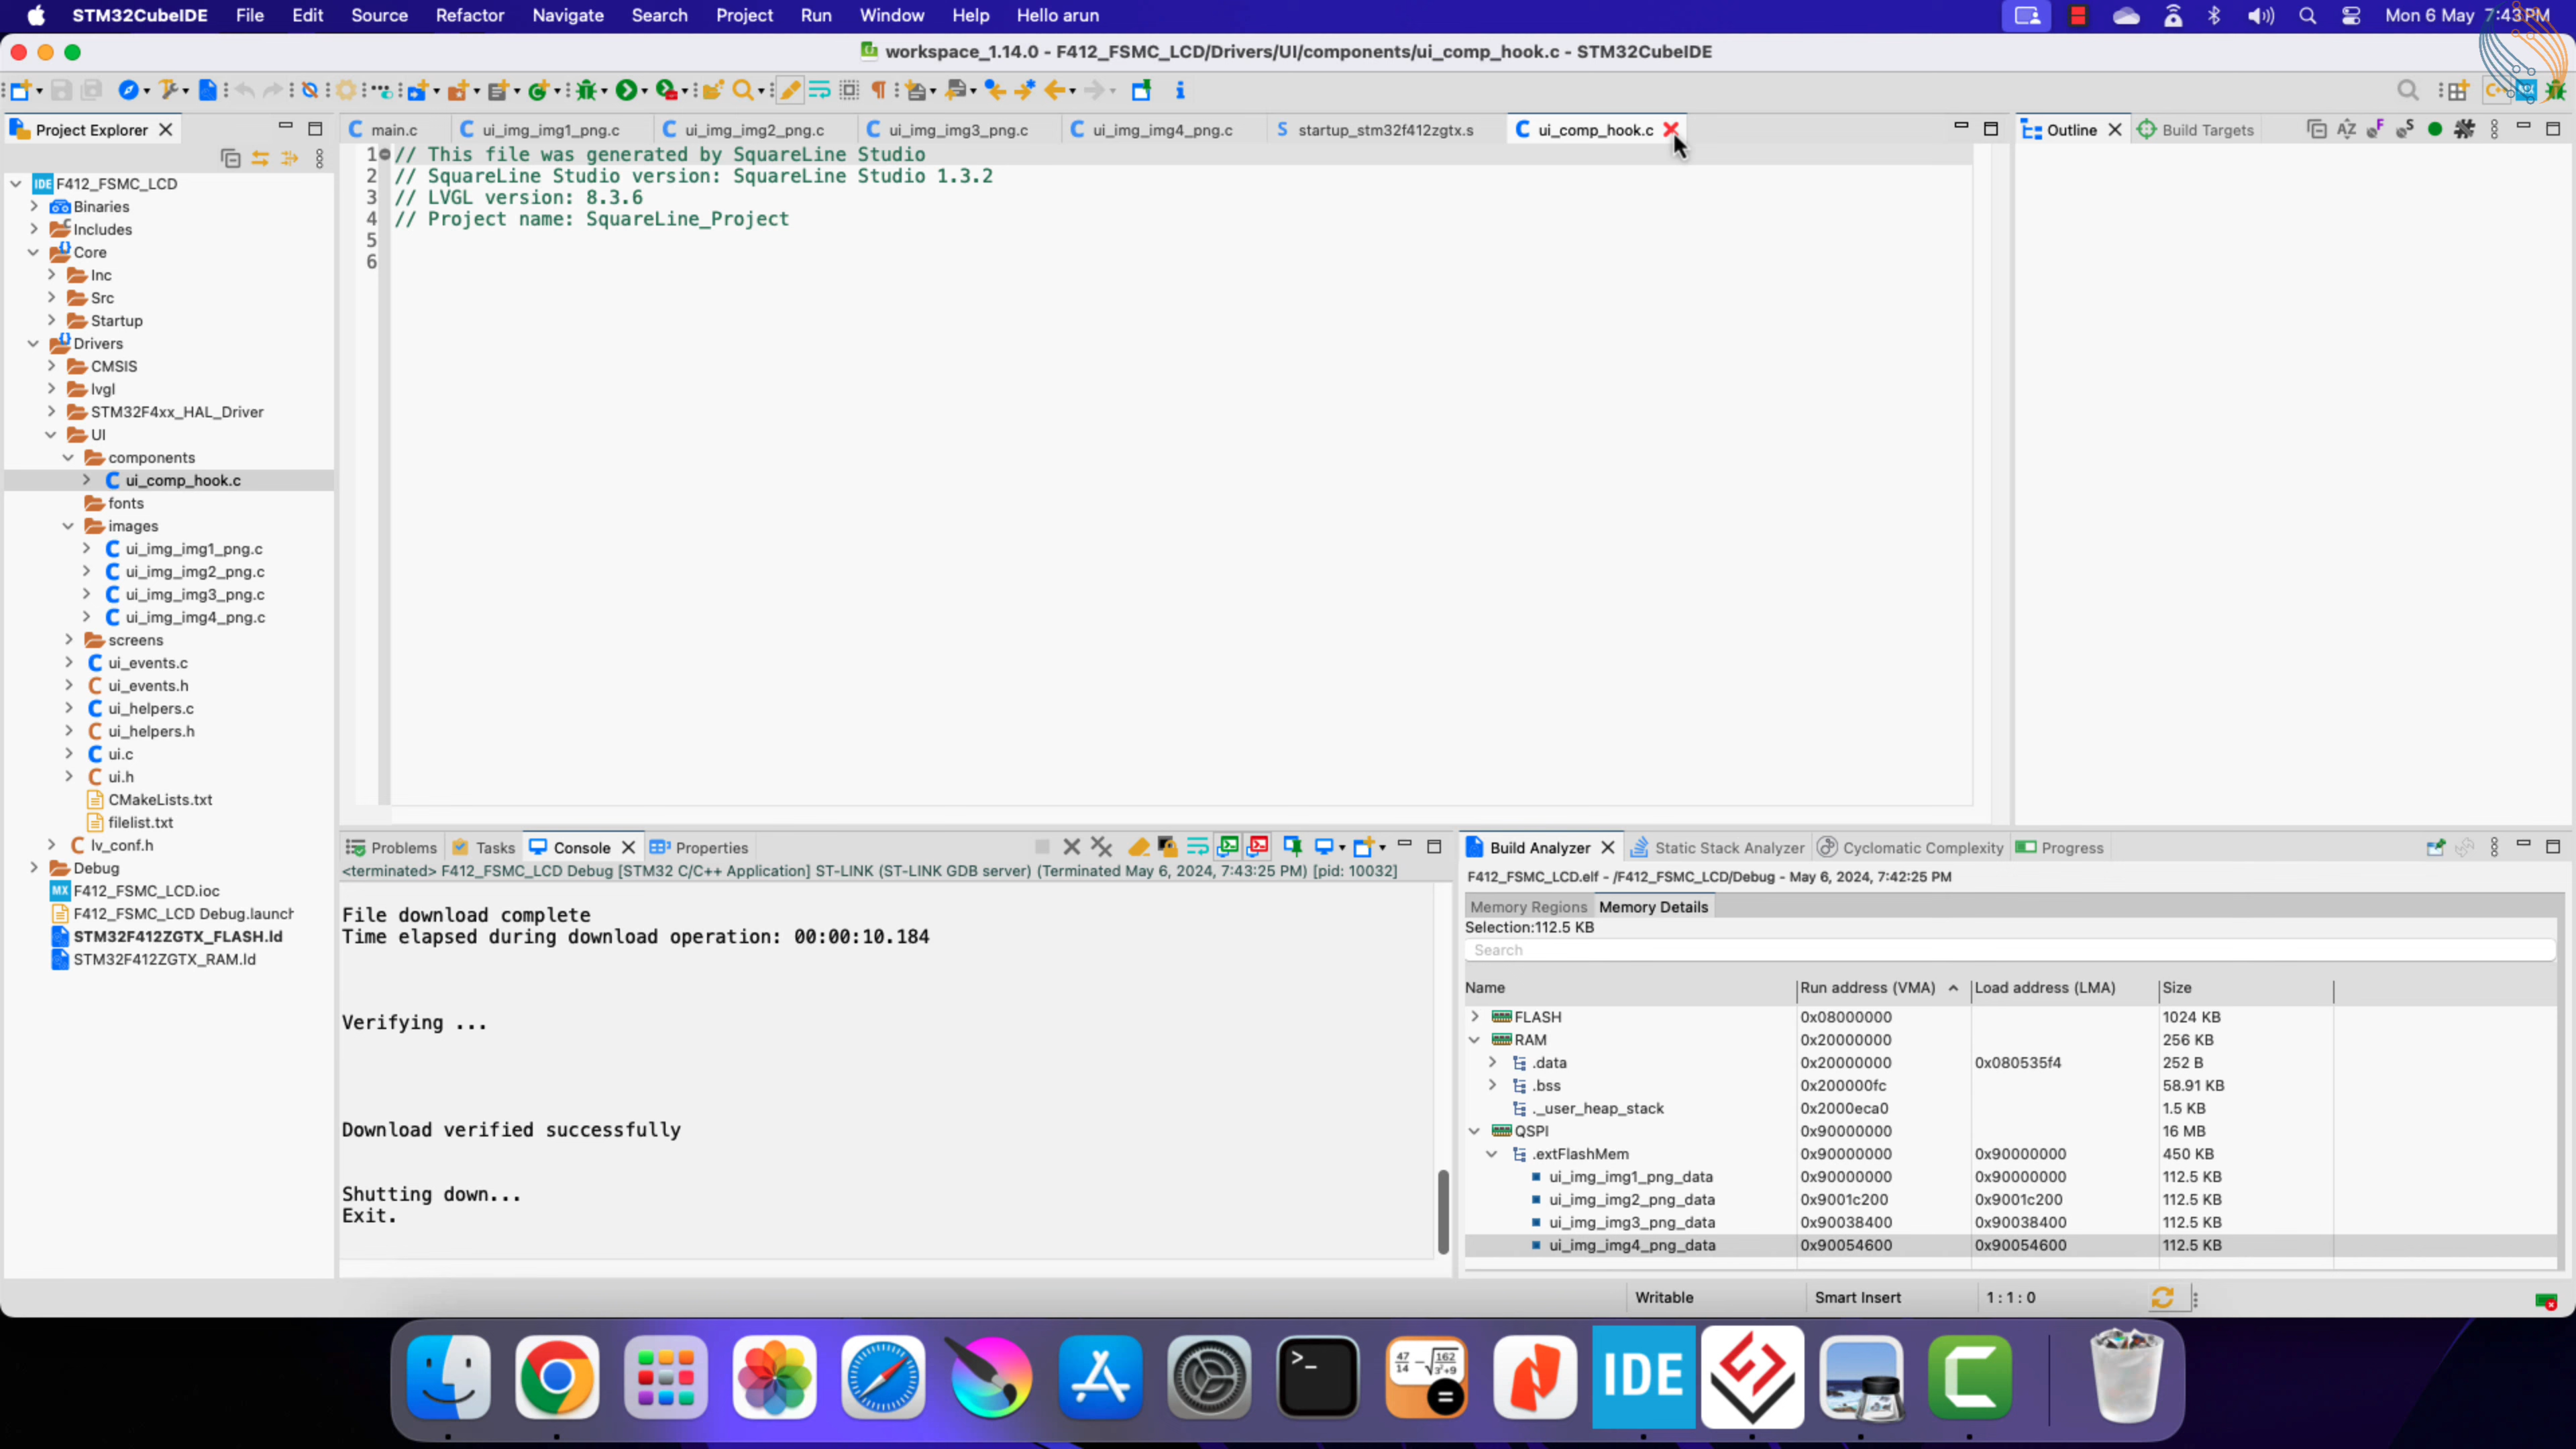 STM32CubeIDE File Edit Source Refactor Navigate Search Project Run Window Help Hello arun Mon 6 May 7:43PM
workspace_1.14.0 - F412_FSMC_LCD/Drivers/UI/components/ui_comp_hook.c - STM32CubeIDE
Project Explorer
main.c ui_img_img1_png.c ui_img_img2_png.c ui_img_img3_png.c ui_img_img4_png.c startup_stm32f412zgtx.s ui_comp_hook.c
Outline Build Targets
IDE F412_FSMC_LCD
Binaries
Includes
Core
Inc
Src
Startup
Drivers
CMSIS
lvgl
STM32F4xx_HAL_Driver
UI
components
ui_comp_hook.c
fonts
images
ui_img_img1_png.c
ui_img_img2_png.c
ui_img_img3_png.c
ui_img_img4_png.c
screens
ui_events.c
ui_events.h
ui_helpers.c
ui_helpers.h
ui.c
ui.h
CMakeLists.txt
filelist.txt
lv_conf.h
Debug
MX F412_FSMC_LCD.ioc
F412_FSMC_LCD Debug.launch
STM32F412ZGTX_FLASH.ld
STM32F412ZGTX_RAM.ld
1 // This file was generated by SquareLine Studio
2 // SquareLine Studio version: SquareLine Studio 1.3.2
3 // LVGL version: 8.3.6
4 // Project name: SquareLine_Project
5
6
Problems Tasks Console Properties
<terminated> F412_FSMC_LCD Debug [STM32 C/C++ Application] ST-LINK (ST-LINK GDB server) (Terminated May 6, 2024, 7:43:25 PM) [pid: 10032]
File download complete
Time elapsed during download operation: 00:00:10.184
Verifying ...
Download verified successfully
Shutting down...
Exit.
Build Analyzer Static Stack Analyzer Cyclomatic Complexity Progress
F412_FSMC_LCD.elf - /F412_FSMC_LCD/Debug - May 6, 2024, 7:42:25 PM
Memory Regions Memory Details
Selection:112.5 KB
Search
Name Run address (VMA) Load address (LMA) Size
FLASH 0x08000000 1024 KB
RAM 0x20000000 256 KB
.data 0x20000000 0x080535f4 252 B
.bss 0x200000fc 58.91 KB
._user_heap_stack 0x2000eca0 1.5 KB
QSPI 0x90000000 16 MB
.extFlashMem 0x90000000 0x90000000 450 KB
ui_img_img1_png_data 0x90000000 0x90000000 112.5 KB
ui_img_img2_png_data 0x9001c200 0x9001c200 112.5 KB
ui_img_img3_png_data 0x90038400 0x90038400 112.5 KB
ui_img_img4_png_data 0x90054600 0x90054600 112.5 KB
Writable Smart Insert 1 : 1 : 0
IDE